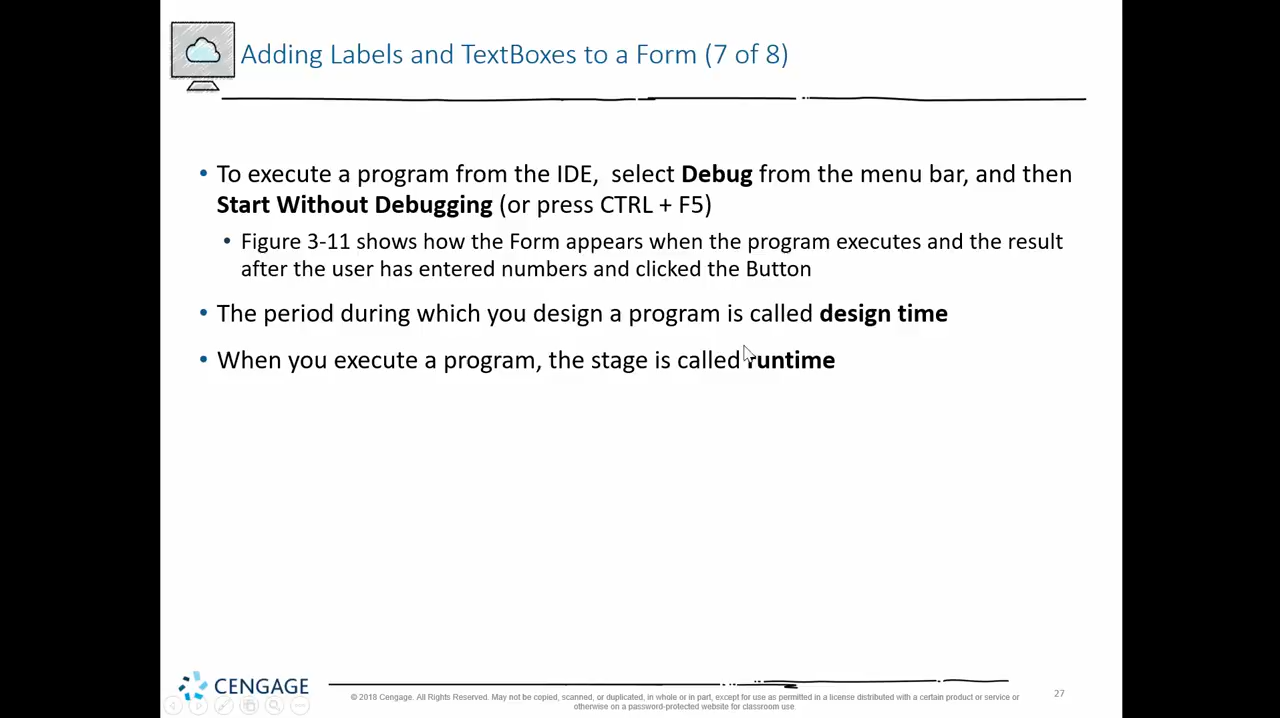 Adding Labels and TextBoxes to a Form (7 of 8)
• To execute a program from the IDE, select Debug from the menu bar, and then
Start Without Debugging (or press CTRL + F5)
• Figure 3-11 shows how the Form appears when the program executes and the result
after the user has entered numbers and clicked the Button
• The period during which you design a program is called design time
• When you execute a program, the stage is called runtime
CENGAGE
© 2018 Cengage. All Rights Reserved. May not be copied, scanned, or duplicated, in whole or in part, except for use as permitted in a license distributed with a certain product or service or
otherwise on a password-protected website for classroom use.
27